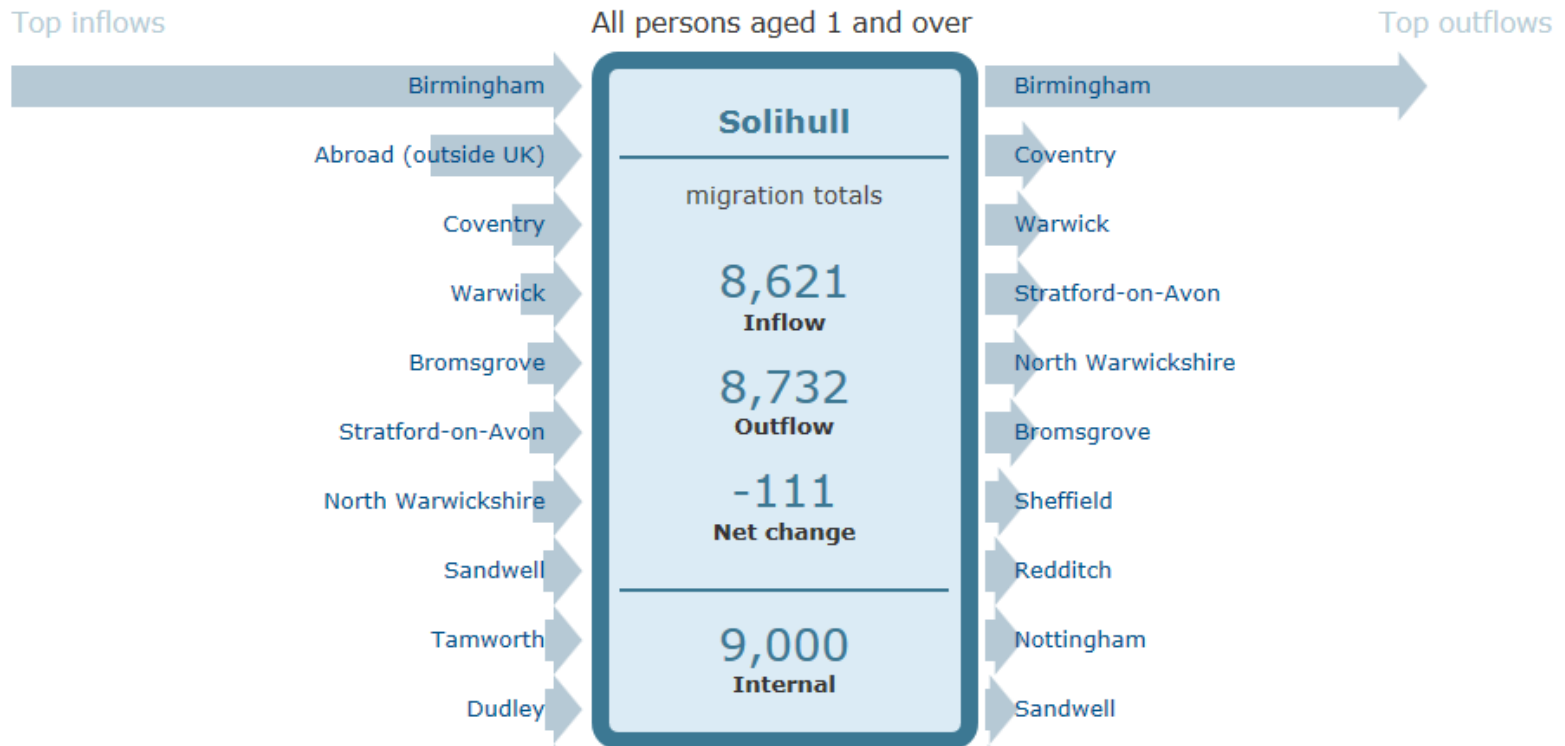 Top inflows
All persons aged 1 and over
Top outflows
Birmingham
Abroad (outside UK)
Coventry
Warwick
Bromsgrove
Stratford-on-Avon
North Warwickshire
Sandwell
Tamworth
Dudley
Solihull
migration totals
8,621
Inflow
8,732
Outflow
-111
Net change
9,000
Internal
Birmingham
Coventry
Warwick
Stratford-on-Avon
North Warwickshire
Bromsgrove
Sheffield
Redditch
Nottingham
Sandwell